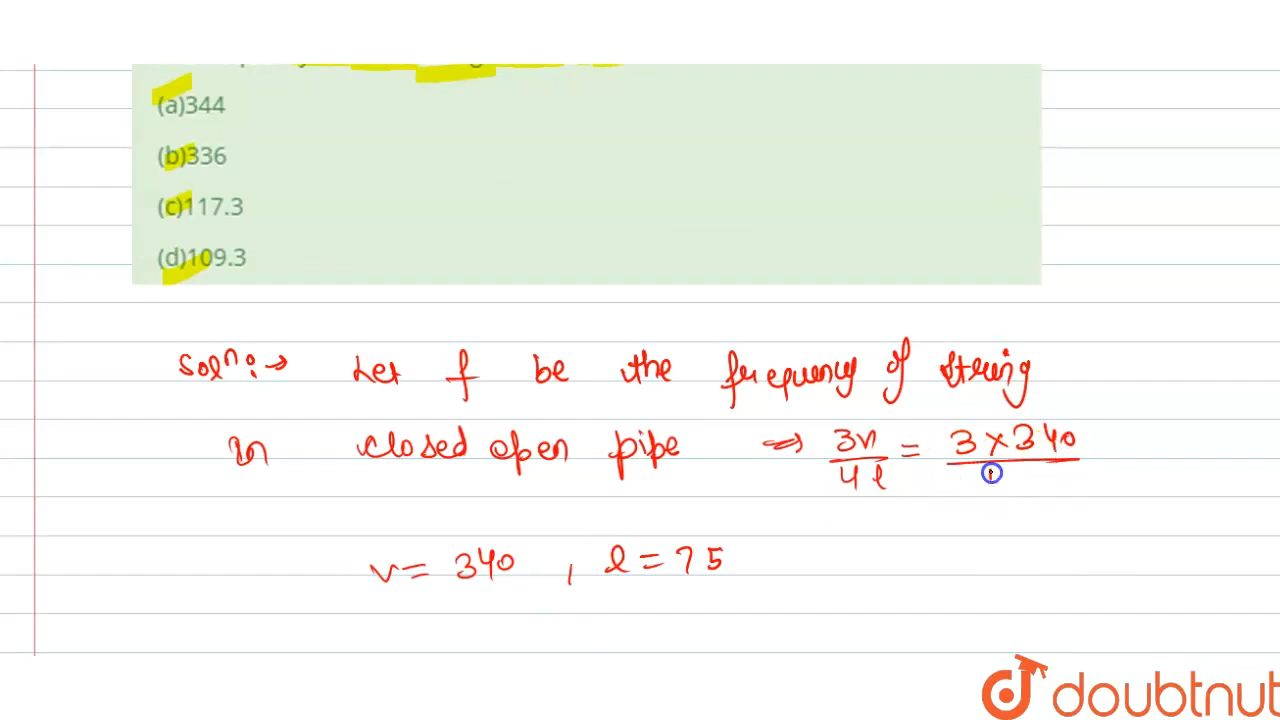 (a)344
(b)336
(c)117.3
(d)109.3
Solⁿ:→ Let f be the frequency of string
in closed open pipe ⇒ 3v/4l = 3×340/
v= 340 , l = 75
doubtnut